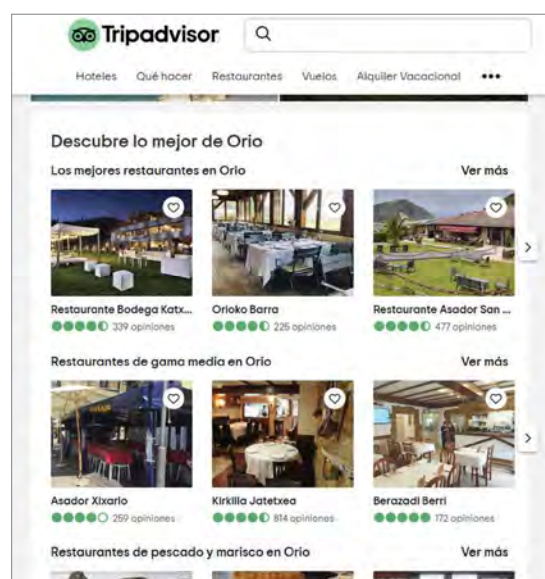 Tripadvisor
Hoteles Qué hacer Restaurantes Vuelos Alquiler Vacacional •••
Descubre lo mejor de Orio
Los mejores restaurantes en Orio Ver más
Restaurante Bodega Katx... Orioko Barra Restaurante Asador San ...
339 opiniones 225 opiniones 477 opiniones
Restaurantes de gama media en Orio Ver más
Asador Xixario Kirkilla Jatetxea Berazadi Berri
259 opiniones 814 opiniones 172 opiniones
Restaurantes de pescado y marisco en Orio Ver más